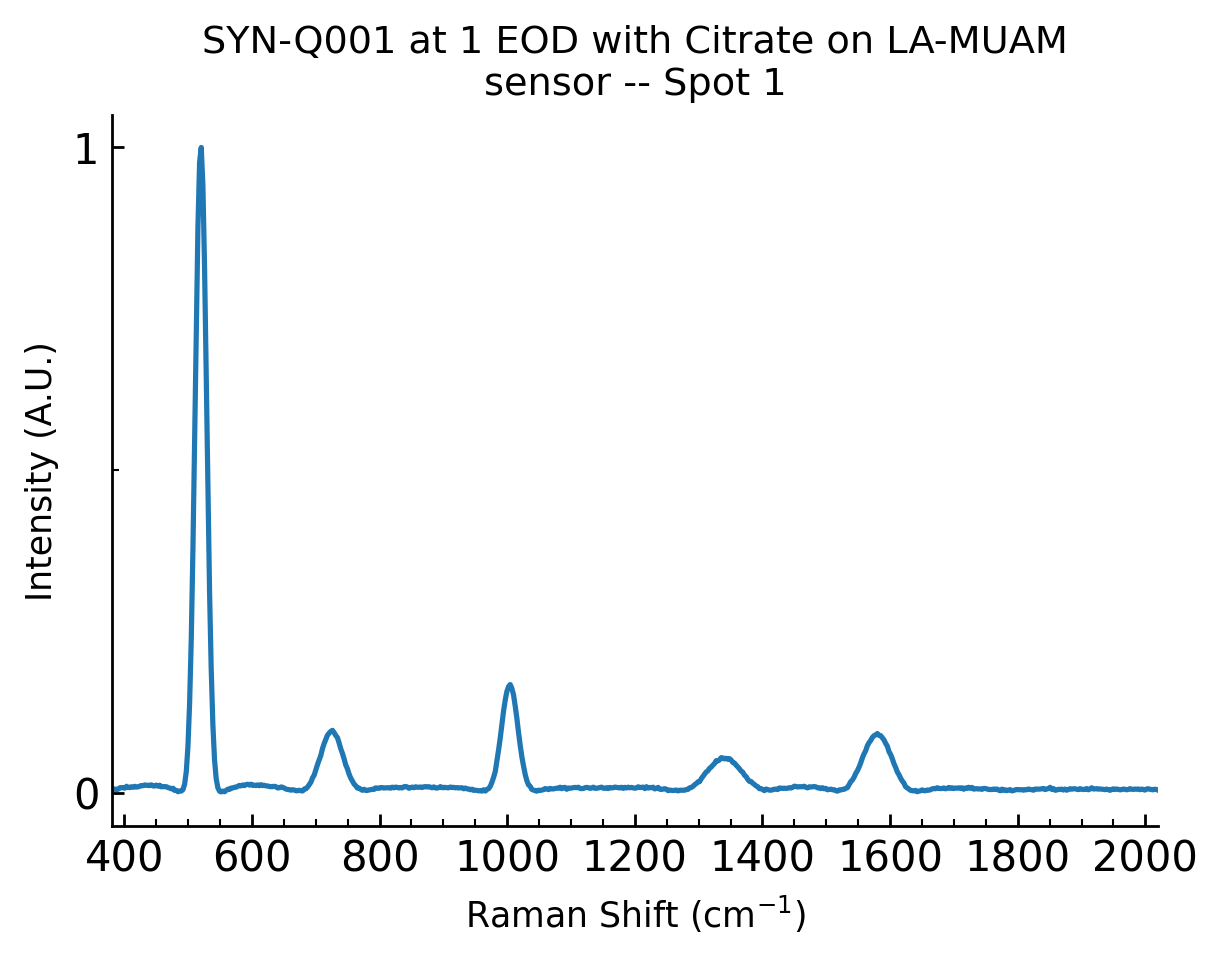 SYN-Q001 at 1 EOD with Citrate on LA-MUAM
sensor -- Spot 1
Intensity (A.U.)
1
0
400 600 800 1000 1200 1400 1600 1800 2000
Raman Shift (cm⁻¹)